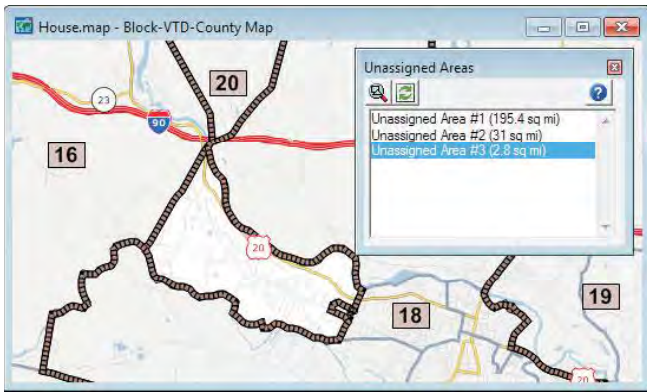 House.map - Block-VTD-County Map
Unassigned Areas
Unassigned Area #1 (195.4 sq mi)
Unassigned Area #2 (31 sq mi)
Unassigned Area #3 (2.8 sq mi)
20
23
90
16
20
18
19
20